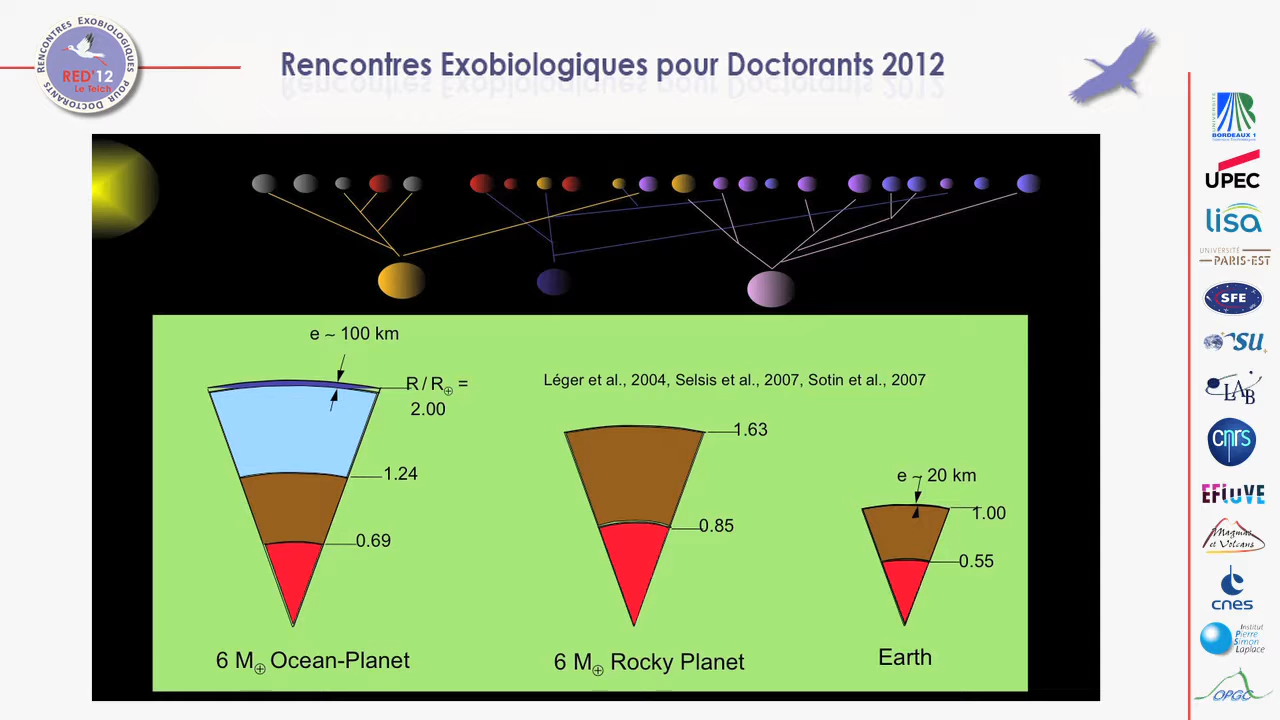 RENCONTRES EXOBIOLOGIQUES POUR DOCTORANTS
RED'12
Le Teich
Rencontres Exobiologiques pour Doctorants 2012
e ~ 100 km
R / R⊕ =
2.00
1.24
0.69
6 M⊕ Ocean-Planet
Léger et al., 2004, Selsis et al., 2007, Sotin et al., 2007
1.63
0.85
6 M⊕ Rocky Planet
e ~ 20 km
1.00
0.55
Earth
UNIVERSITÉ
BORDEAUX 1
UPEC
lisa
UNIVERSITÉ
PARIS-EST
SFE
OSU
LAB
cnrs
EFLUVE
Magmas
et Volcans
cnes
Institut
Pierre
Simon
Laplace
OPGC